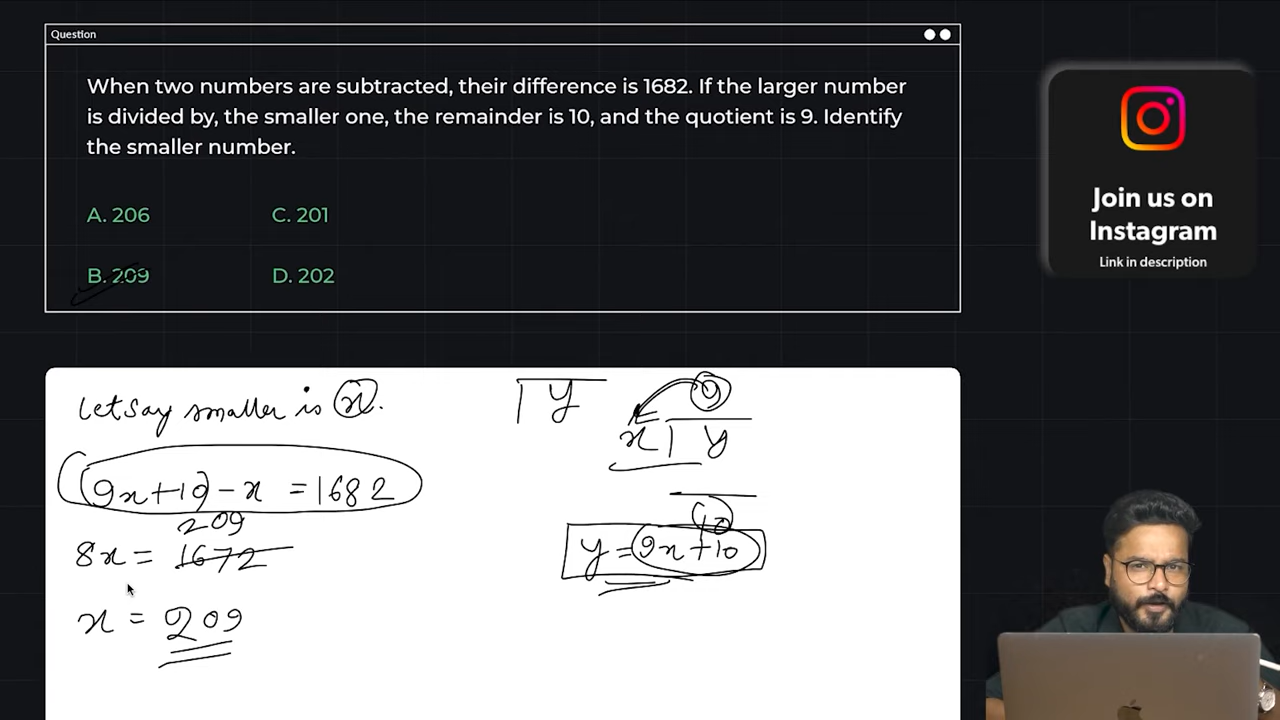 Question
When two numbers are subtracted, their difference is 1682. If the larger number
is divided by, the smaller one, the remainder is 10, and the quotient is 9. Identify
the smaller number.
A. 206
C. 201
B. 209
D. 202
Join us on
Instagram
Link in description
Let say smaller is x.
(9x+10)-x = 1682
209
8x = 1672
x = 209
y
9
x y
10
y = 9x+10